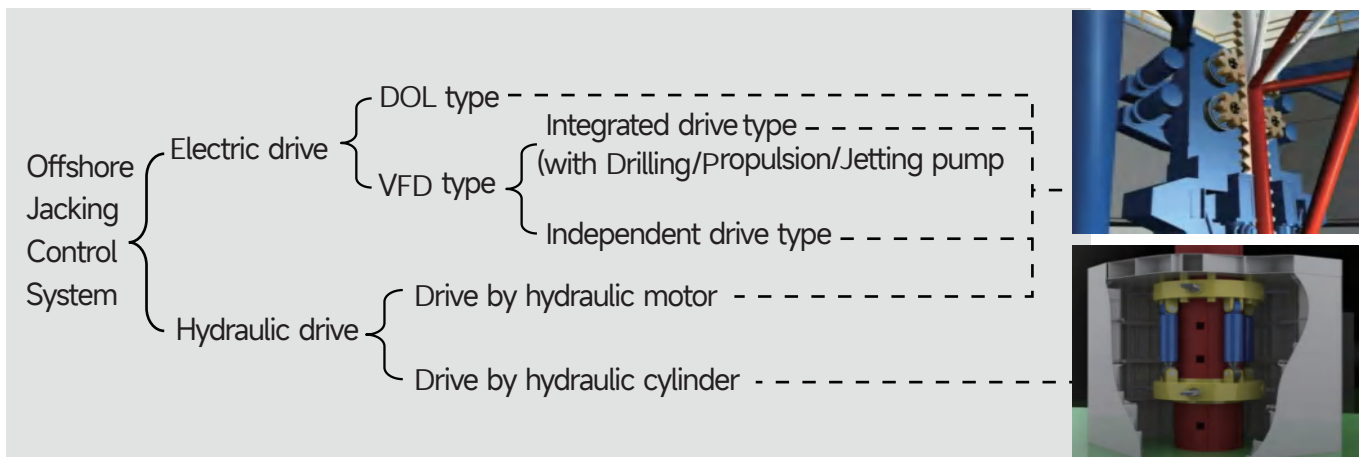 Offshore
Jacking
Control
System
Electric drive
DOL type
VFD type
Integrated drive type
(with Drilling/Propulsion/Jetting pump
Independent drive type
Hydraulic drive
Drive by hydraulic motor
Drive by hydraulic cylinder